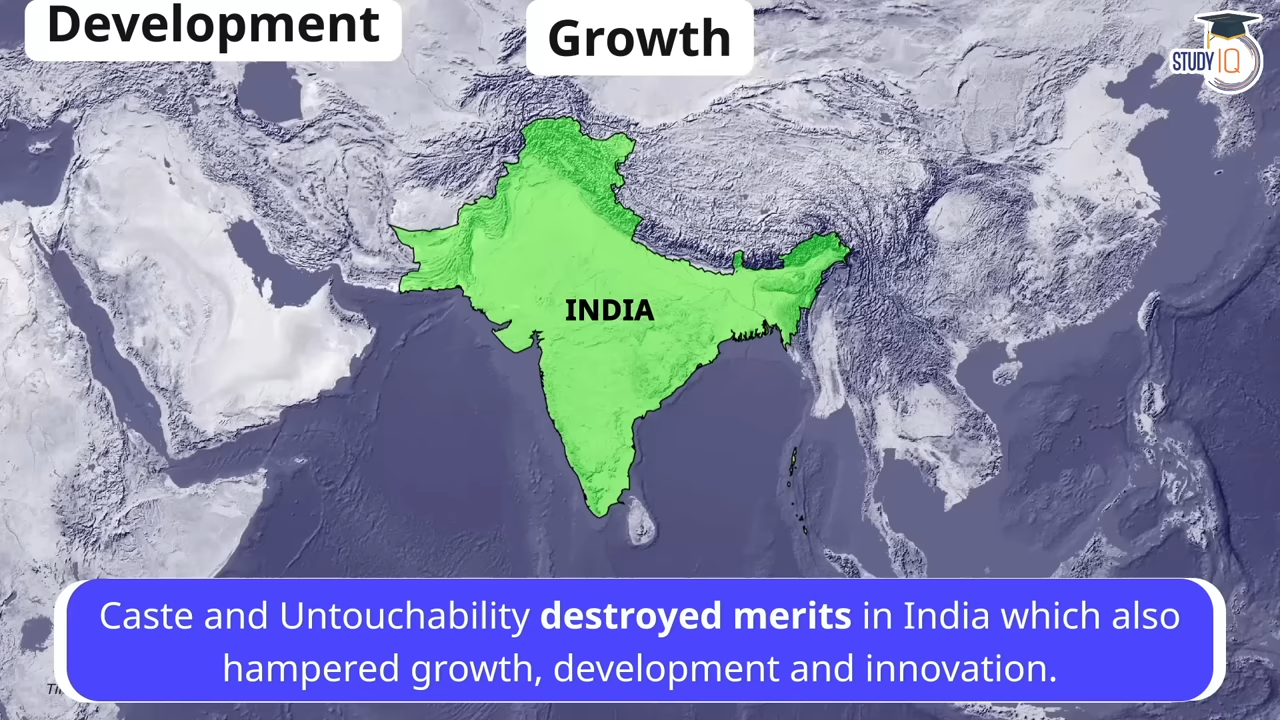 Development
Growth
STUDY IQ
INDIA
Caste and Untouchability destroyed merits in India which also
hampered growth, development and innovation.